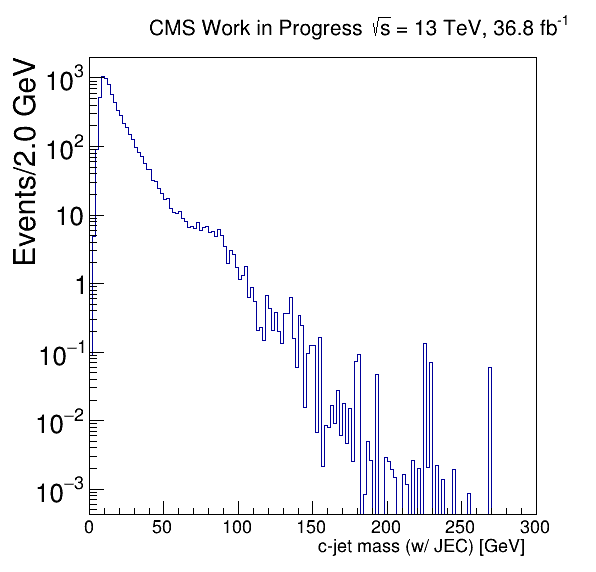 CMS Work in Progress √s = 13 TeV, 36.8 fb⁻¹
Events/2.0 GeV
10³
10²
10
1
10⁻¹
10⁻²
10⁻³
0 50 100 150 200 250 300
c-jet mass (w/ JEC) [GeV]